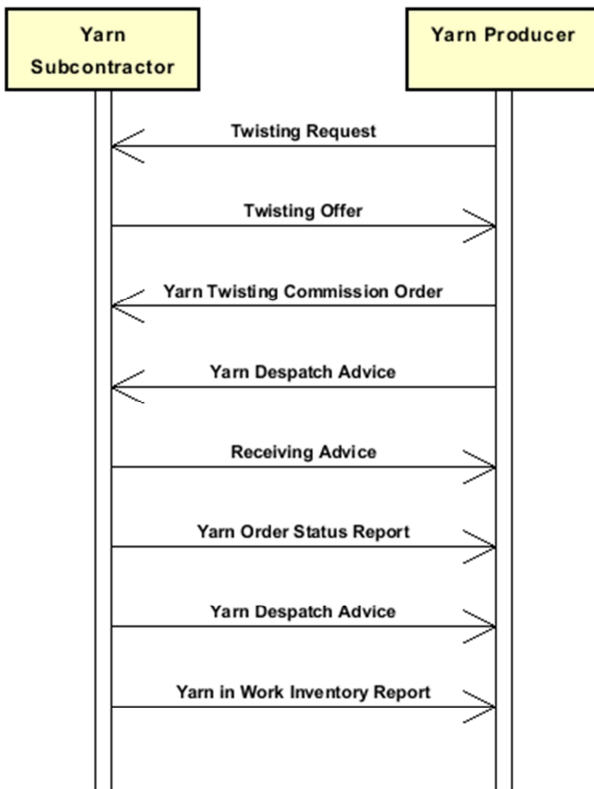 Yarn
Subcontractor
Yarn Producer
Twisting Request
Twisting Offer
Yarn Twisting Commission Order
Yarn Despatch Advice
Receiving Advice
Yarn Order Status Report
Yarn Despatch Advice
Yarn in Work Inventory Report